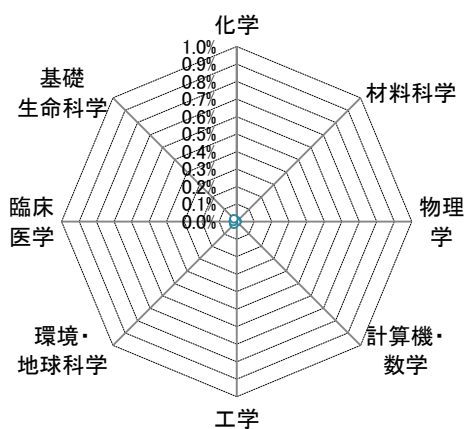 化学
1.0%
0.9%
0.8%
0.7%
0.6%
0.5%
0.4%
0.3%
0.2%
0.1%
0.0%
材料科学
物理
学
計算機・
数学
工学
環境・
地球科学
臨床
医学
基礎
生命科学